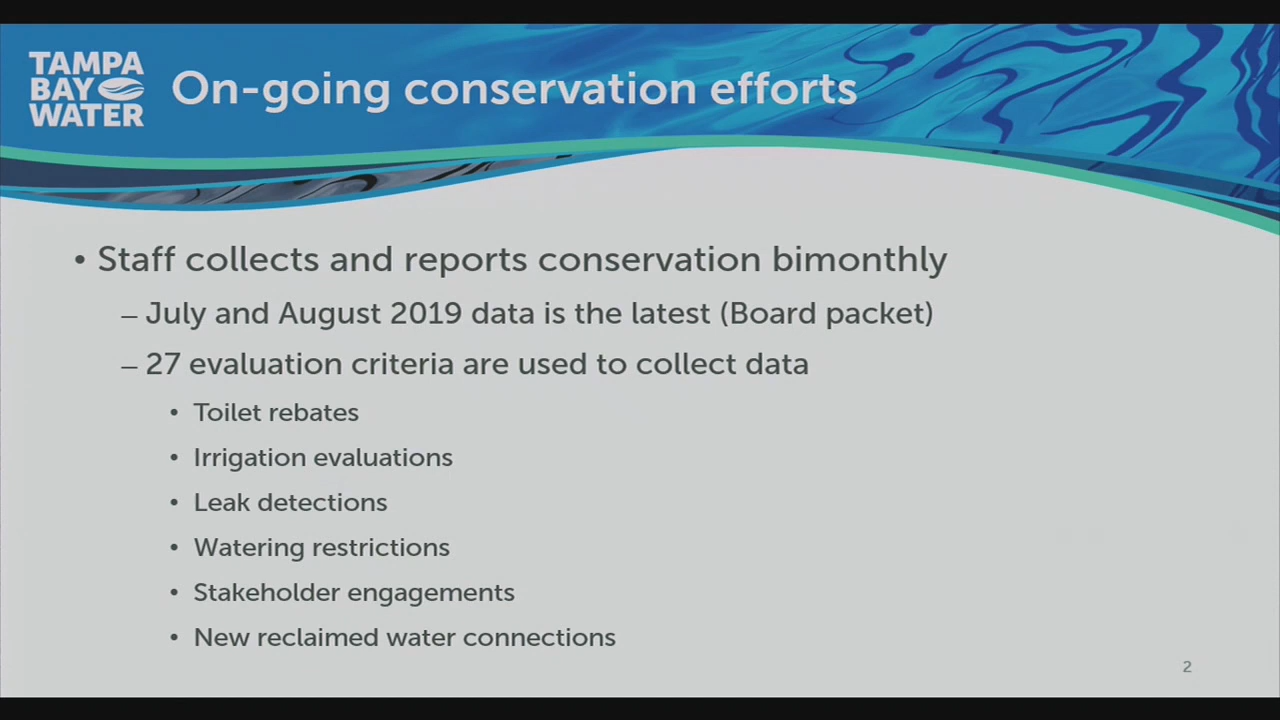 TAMPA
BAY
WATER
On-going conservation efforts
• Staff collects and reports conservation bimonthly
– July and August 2019 data is the latest (Board packet)
– 27 evaluation criteria are used to collect data
• Toilet rebates
• Irrigation evaluations
• Leak detections
• Watering restrictions
• Stakeholder engagements
• New reclaimed water connections
2